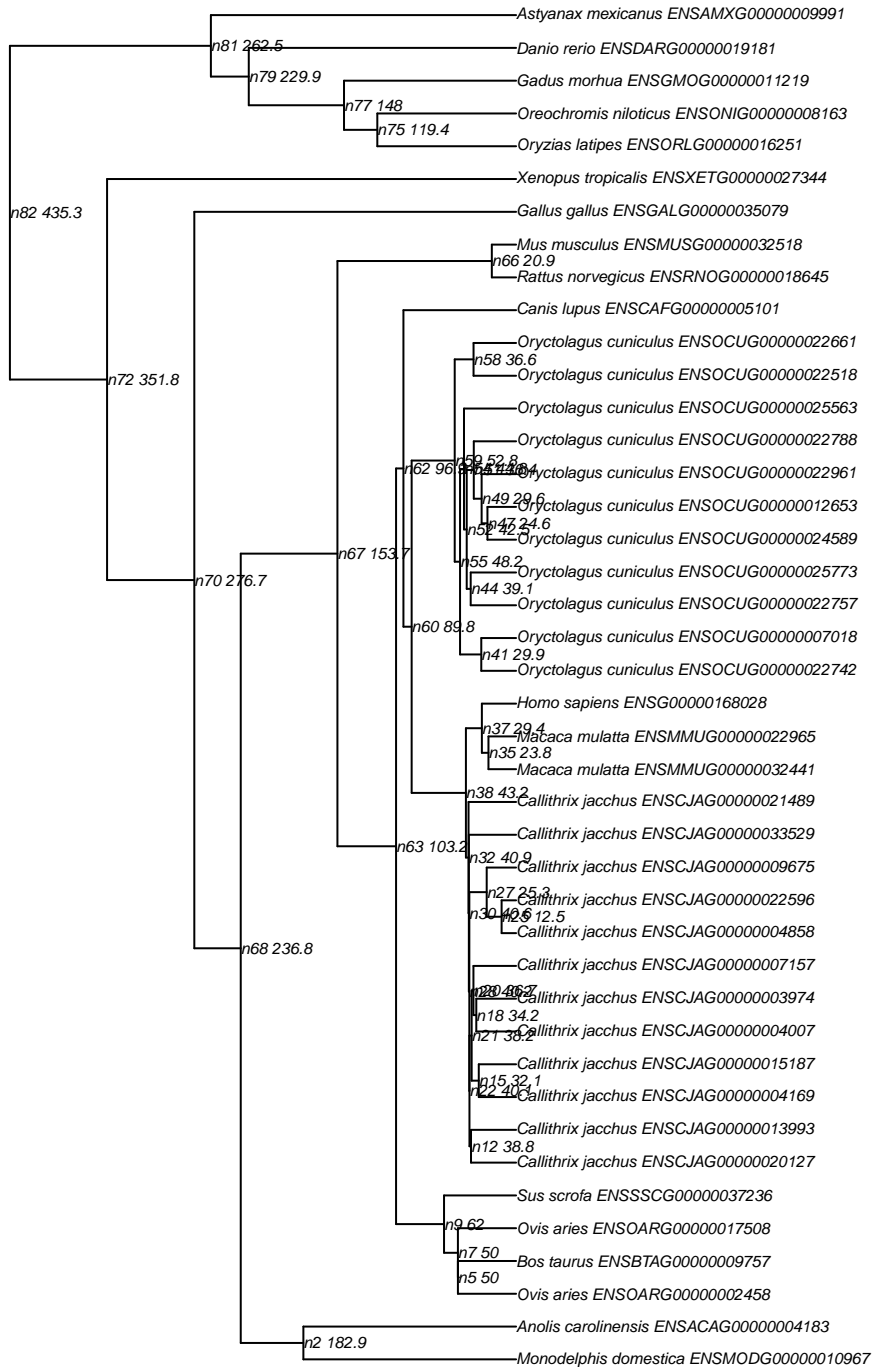 Astyanax mexicanus ENSAMXG00000009991
n81 262.5
Danio rerio ENSDARG00000019181
n79 229.9
Gadus morhua ENSGMOG00000011219
n77 148
Oreochromis niloticus ENSONIG00000008163
n75 119.4
Oryzias latipes ENSORLG00000016251
Xenopus tropicalis ENSXETG00000027344
n82 435.3
Gallus gallus ENSGALG00000035079
Mus musculus ENSMUSG00000032518
n66 20.9
Rattus norvegicus ENSRNOG00000018645
Canis lupus ENSCAFG00000005101
Oryctolagus cuniculus ENSOCUG00000022661
n58 36.6
Oryctolagus cuniculus ENSOCUG00000022518
n72 351.8
Oryctolagus cuniculus ENSOCUG00000025563
Oryctolagus cuniculus ENSOCUG00000022788
n59 52.8
n62
Oryctolagus cuniculus ENSOCUG00000022961
n49 29.6
Oryctolagus cuniculus ENSOCUG00000012653
n47 24.6
n52 42.5
Oryctolagus cuniculus ENSOCUG00000024589
n67 153.7
n55 48.2
Oryctolagus cuniculus ENSOCUG00000025773
n70 276.7
n44 39.1
Oryctolagus cuniculus ENSOCUG00000022757
n60 89.8
Oryctolagus cuniculus ENSOCUG00000007018
n41 29.9
Oryctolagus cuniculus ENSOCUG00000022742
Homo sapiens ENSG00000168028
n37 29.4
Macaca mulatta ENSMMUG00000022965
n35 23.8
Macaca mulatta ENSMMUG00000032441
n38 43.2
Callithrix jacchus ENSCJAG00000021489
Callithrix jacchus ENSCJAG00000033529
n63 103.2
n32 40.9
Callithrix jacchus ENSCJAG00000009675
n27 25.3
Callithrix jacchus ENSCJAG00000022596
n30 40.6
n25 12.5
Callithrix jacchus ENSCJAG00000004858
n68 236.8
Callithrix jacchus ENSCJAG00000007157
Callithrix jacchus ENSCJAG00000003974
n18 34.2
Callithrix jacchus ENSCJAG00000004007
n21 38.2
Callithrix jacchus ENSCJAG00000015187
n15 32.1
n22 40.1
Callithrix jacchus ENSCJAG00000004169
Callithrix jacchus ENSCJAG00000013993
n12 38.8
Callithrix jacchus ENSCJAG00000020127
Sus scrofa ENSSSCG00000037236
n9 62
Ovis aries ENSOARG00000017508
n7 50
Bos taurus ENSBTAG00000009757
n5 50
Ovis aries ENSOARG00000002458
Anolis carolinensis ENSACAG00000004183
n2 182.9
Monodelphis domestica ENSMODG00000010967